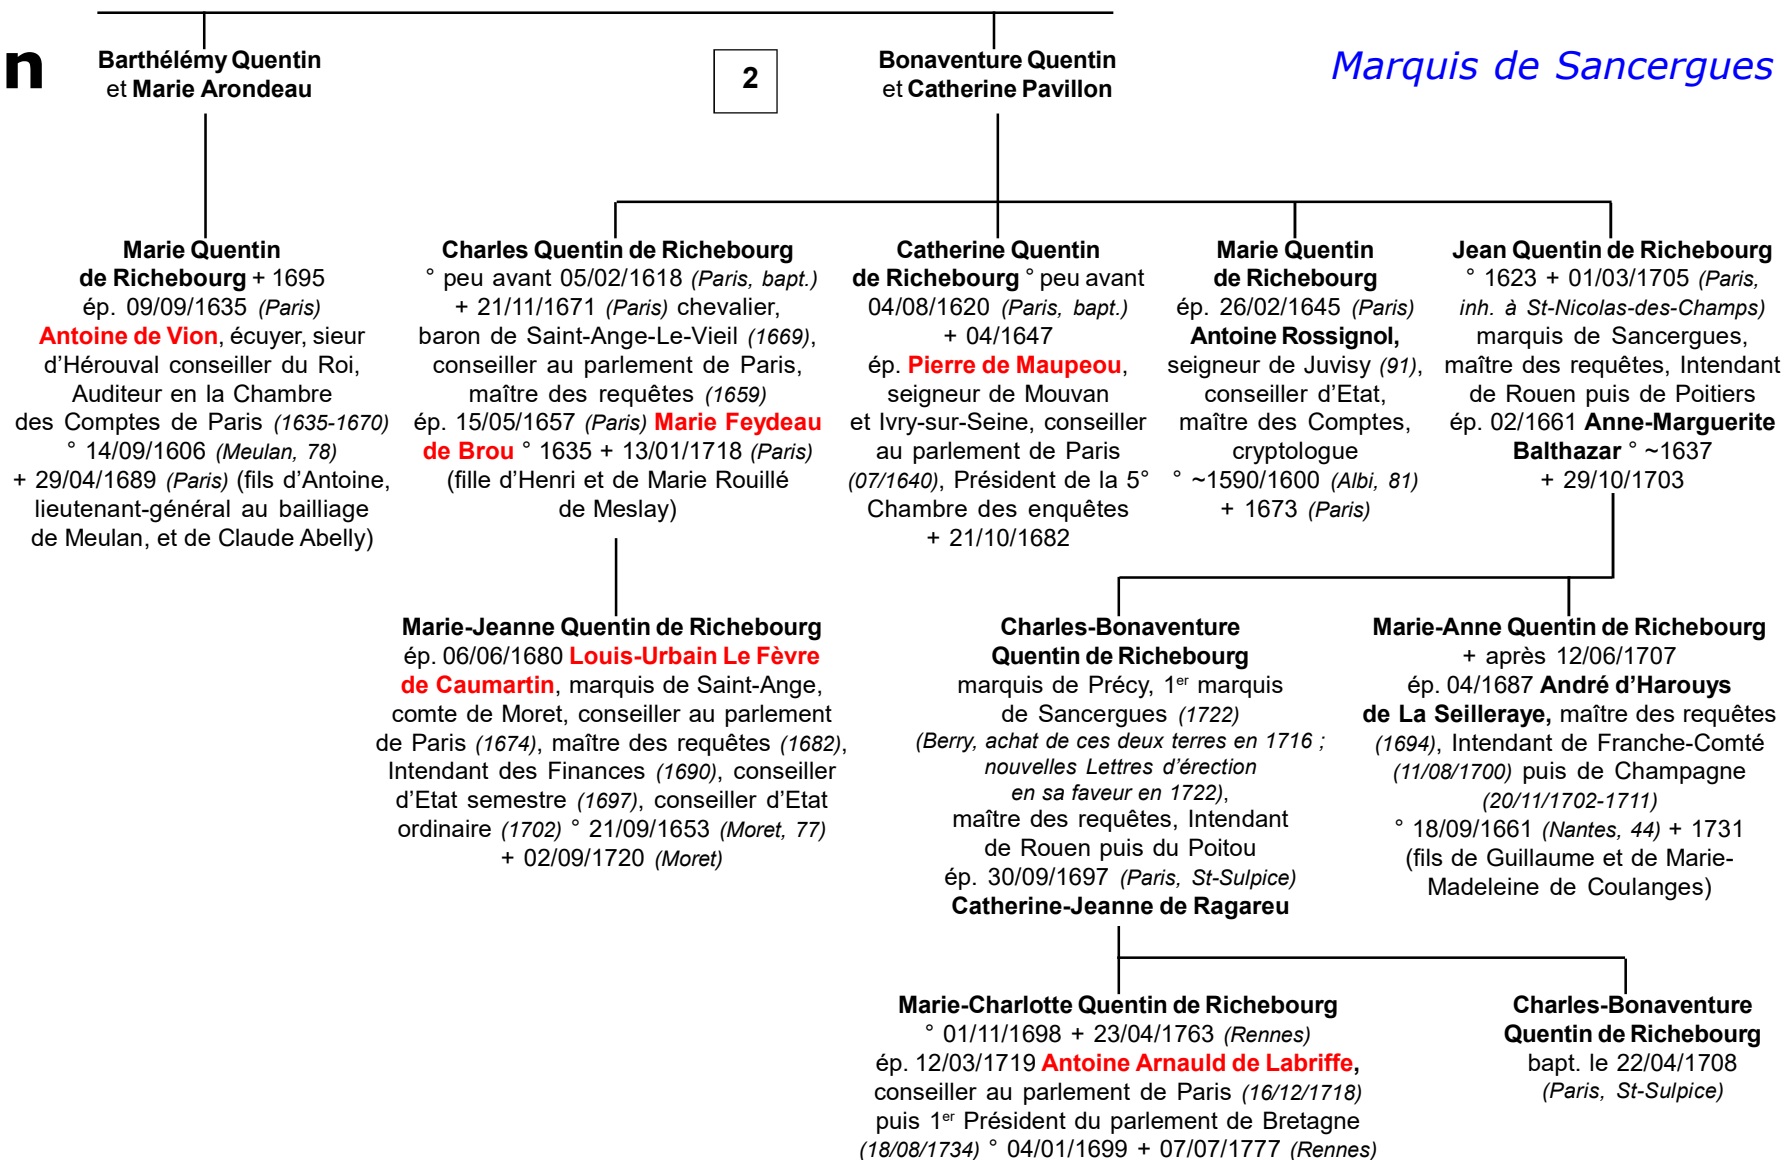 n
Barthélémy Quentin
et Marie Arondeau
2
Bonaventure Quentin
et Catherine Pavillon
Marquis de Sancergues
Marie Quentin
de Richebourg + 1695
ép. 09/09/1635 (Paris)
Antoine de Vion, écuyer, sieur
d’Hérouval conseiller du Roi,
Auditeur en la Chambre
des Comptes de Paris (1635-1670)
° 14/09/1606 (Meulan, 78)
+ 29/04/1689 (Paris) (fils d’Antoine,
lieutenant-général au bailliage
de Meulan, et de Claude Abelly)
Charles Quentin de Richebourg
° peu avant 05/02/1618 (Paris, bapt.)
+ 21/11/1671 (Paris) chevalier,
baron de Saint-Ange-Le-Vieil (1669),
conseiller au parlement de Paris,
maître des requêtes (1659)
ép. 15/05/1657 (Paris) Marie Feydeau
de Brou ° 1635 + 13/01/1718 (Paris)
(fille d’Henri et de Marie Rouillé
de Meslay)
Catherine Quentin
de Richebourg ° peu avant
04/08/1620 (Paris, bapt.)
+ 04/1647
ép. Pierre de Maupeou,
seigneur de Mouvan
et Ivry-sur-Seine, conseiller
au parlement de Paris
(07/1640), Président de la 5°
Chambre des enquêtes
+ 21/10/1682
Marie Quentin
de Richebourg
ép. 26/02/1645 (Paris)
Antoine Rossignol,
seigneur de Juvisy (91),
conseiller d’Etat,
maître des Comptes,
cryptologue
° ~1590/1600 (Albi, 81)
+ 1673 (Paris)
Jean Quentin de Richebourg
° 1623 + 01/03/1705 (Paris,
inh. à St-Nicolas-des-Champs)
marquis de Sancergues,
maître des requêtes, Intendant
de Rouen puis de Poitiers
ép. 02/1661 Anne-Marguerite
Balthazar ° ~1637
+ 29/10/1703
Marie-Jeanne Quentin de Richebourg
ép. 06/06/1680 Louis-Urbain Le Fèvre
de Caumartin, marquis de Saint-Ange,
comte de Moret, conseiller au parlement
de Paris (1674), maître des requêtes (1682),
Intendant des Finances (1690), conseiller
d’Etat semestre (1697), conseiller d’Etat
ordinaire (1702) ° 21/09/1653 (Moret, 77)
+ 02/09/1720 (Moret)
Charles-Bonaventure
Quentin de Richebourg
marquis de Précy, 1er marquis
de Sancergues (1722)
(Berry, achat de ces deux terres en 1716 ;
nouvelles Lettres d’érection
en sa faveur en 1722),
maître des requêtes, Intendant
de Rouen puis du Poitou
ép. 30/09/1697 (Paris, St-Sulpice)
Catherine-Jeanne de Ragareu
Marie-Anne Quentin de Richebourg
+ après 12/06/1707
ép. 04/1687 André d’Harouys
de La Seilleraye, maître des requêtes
(1694), Intendant de Franche-Comté
(11/08/1700) puis de Champagne
(20/11/1702-1711)
° 18/09/1661 (Nantes, 44) + 1731
(fils de Guillaume et de Marie-
Madeleine de Coulanges)
Marie-Charlotte Quentin de Richebourg
° 01/11/1698 + 23/04/1763 (Rennes)
ép. 12/03/1719 Antoine Arnauld de Labriffe,
conseiller au parlement de Paris (16/12/1718)
puis 1er Président du parlement de Bretagne
(18/08/1734) ° 04/01/1699 + 07/07/1777 (Rennes)
Charles-Bonaventure
Quentin de Richebourg
bapt. le 22/04/1708
(Paris, St-Sulpice)